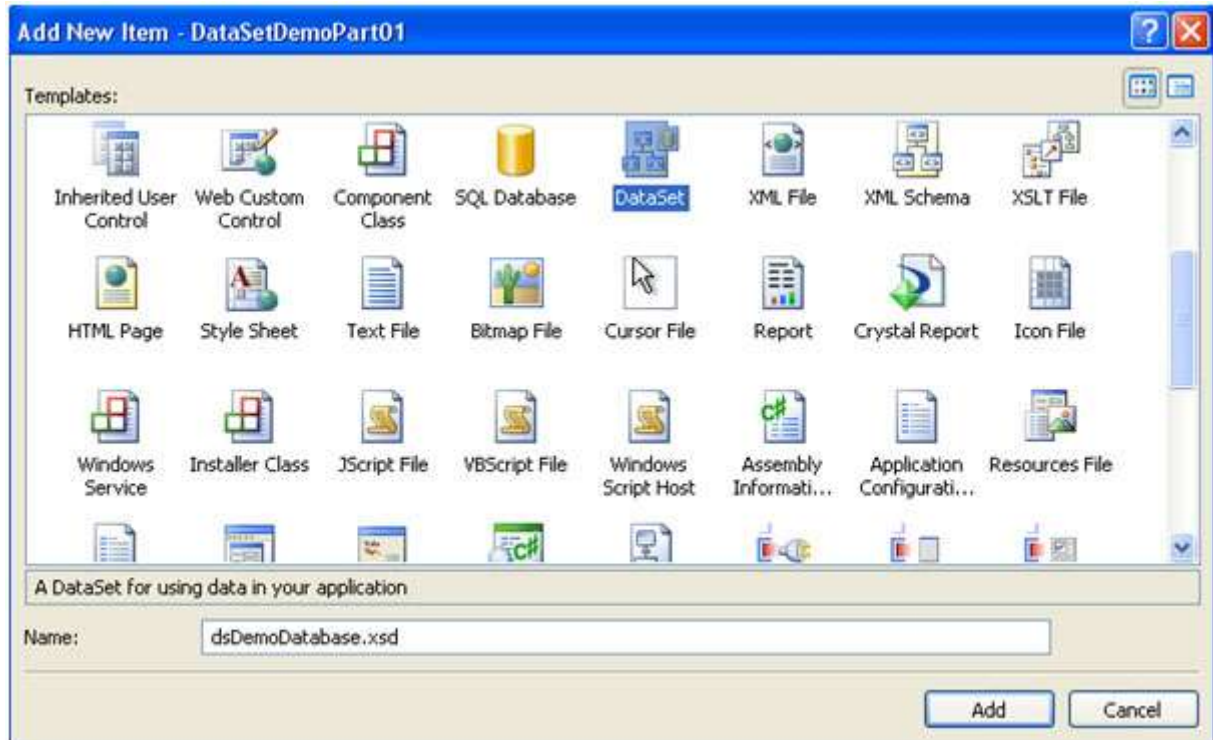 Add New Item - DataSetDemoPart01
Templates:
Inherited User Control
Web Custom Control
Component Class
SQL Database
DataSet
XML File
XML Schema
XSLT File
HTML Page
Style Sheet
Text File
Bitmap File
Cursor File
Report
Crystal Report
Icon File
Windows Service
Installer Class
JScript File
VBScript File
Windows Script Host
Assembly Informati...
Application Configurati...
Resources File
A DataSet for using data in your application
Name:
dsDemoDatabase.xsd
Add
Cancel